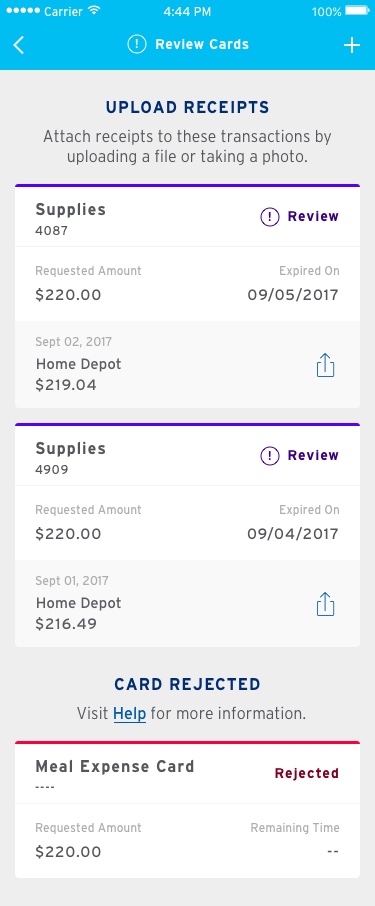 Carrier 4:44 PM 100%
Review Cards
UPLOAD RECEIPTS
Attach receipts to these transactions by
uploading a file or taking a photo.
Supplies
4087
Review
Requested Amount Expired On
$220.00 09/05/2017
Sept 02, 2017
Home Depot
$219.04
Supplies
4909
Review
Requested Amount Expired On
$220.00 09/04/2017
Sept 01, 2017
Home Depot
$216.49
CARD REJECTED
Visit Help for more information.
Meal Expense Card
----
Rejected
Requested Amount Remaining Time
$220.00 --